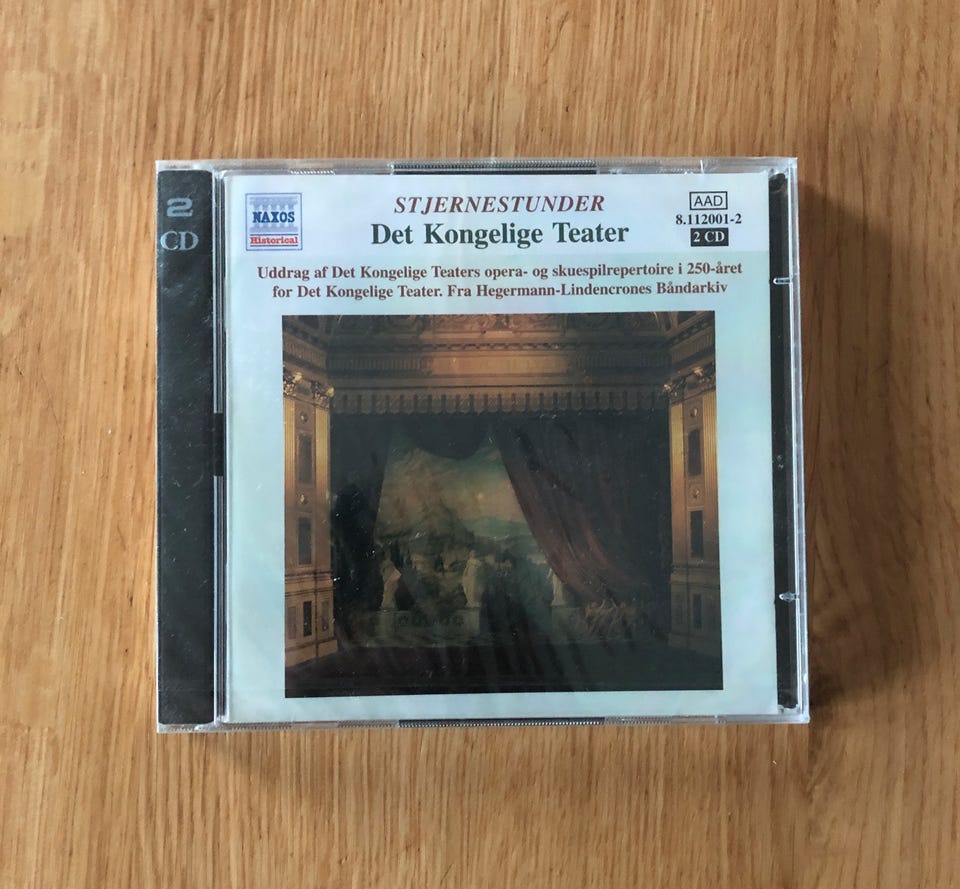 2
CD
NAXOS
Historical
STJERNESTUNDER
Det Kongelige Teater
AAD
8.112001-2
2 CD
Uddrag af Det Kongelige Teaters opera- og skuespilrepertoire i 250-året
for Det Kongelige Teater. Fra Hegermann-Lindencrones Båndarkiv